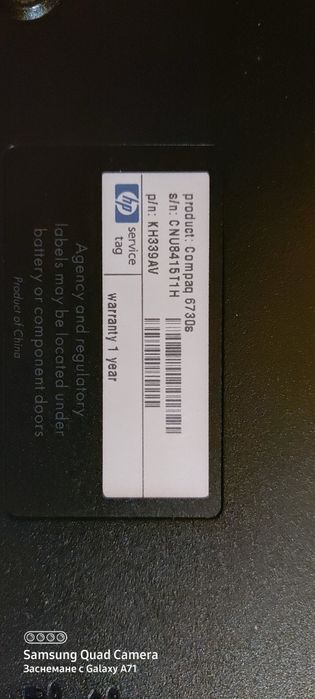 product: Compaq 6730s
s/n: CNU8415T1H
p/n: KH339AV
hp
service
tag
warranty 1 year
Agency and regulatory
labels may be located under
battery or component doors
Product of China
Samsung Quad Camera
Заснемане с Galaxy A71